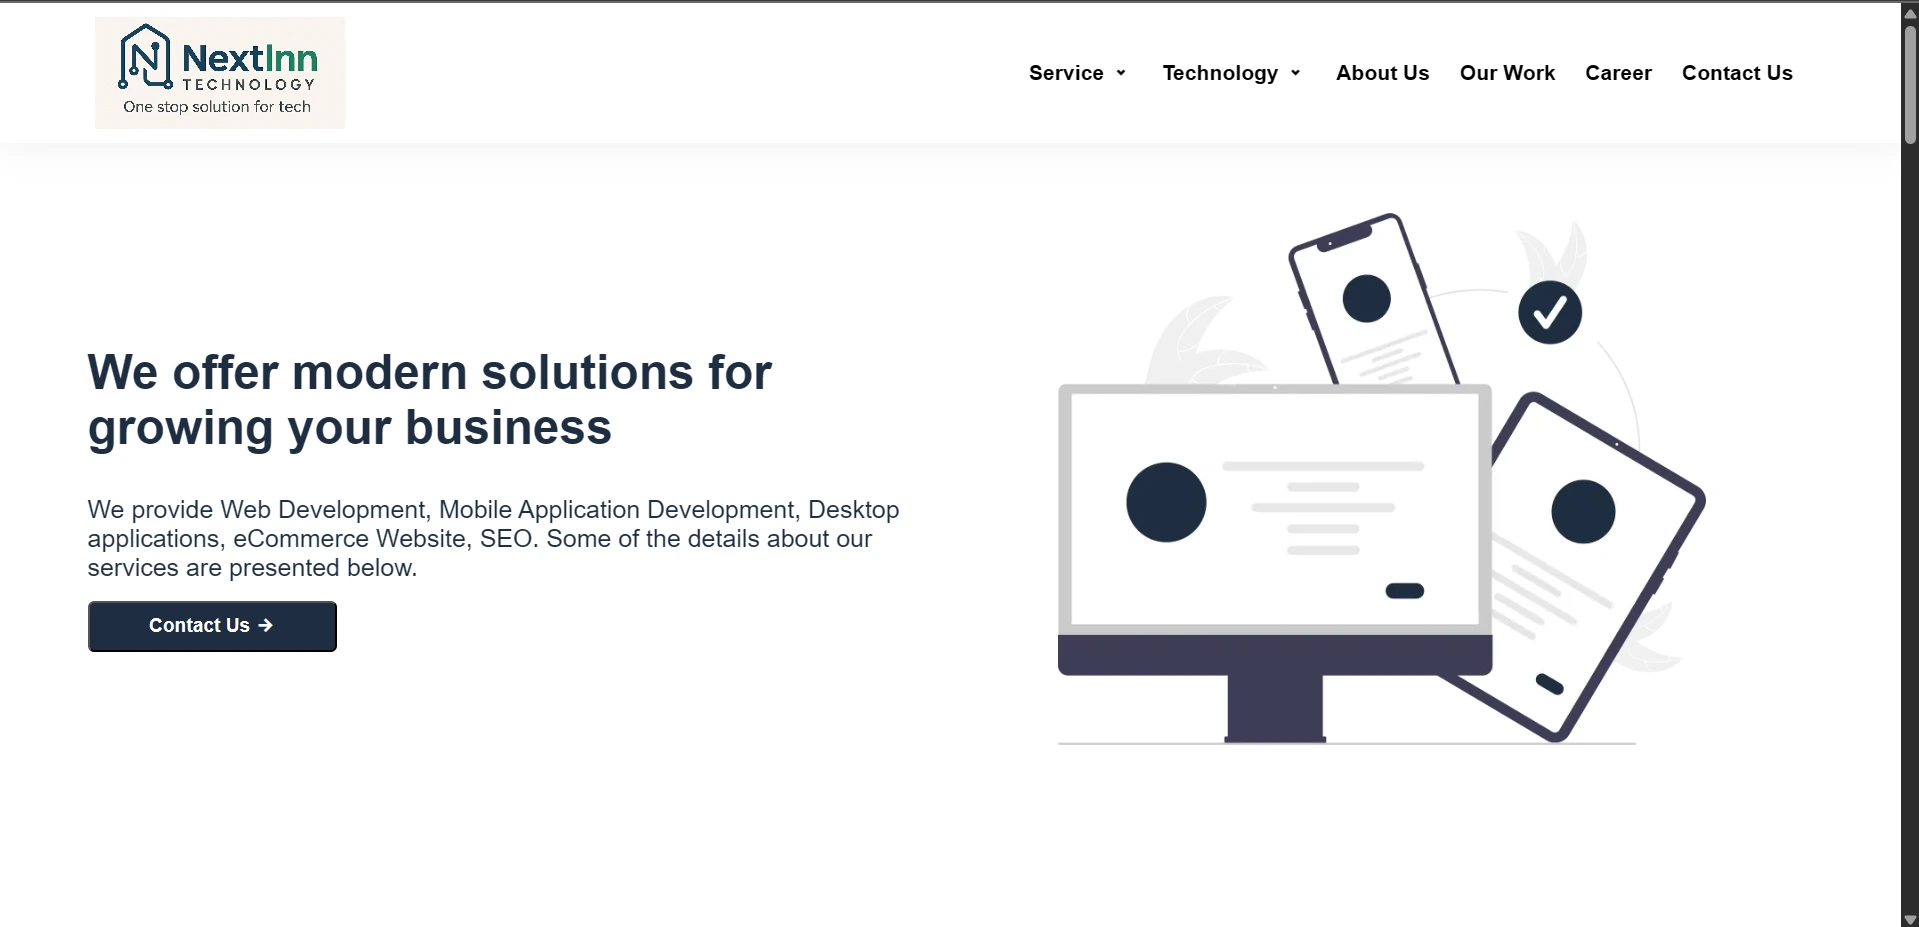 NextInn
TECHNOLOGY
One stop solution for tech
Service
Technology
About Us
Our Work
Career
Contact Us
We offer modern solutions for
growing your business
We provide Web Development, Mobile Application Development, Desktop
applications, eCommerce Website, SEO. Some of the details about our
services are presented below.
Contact Us →